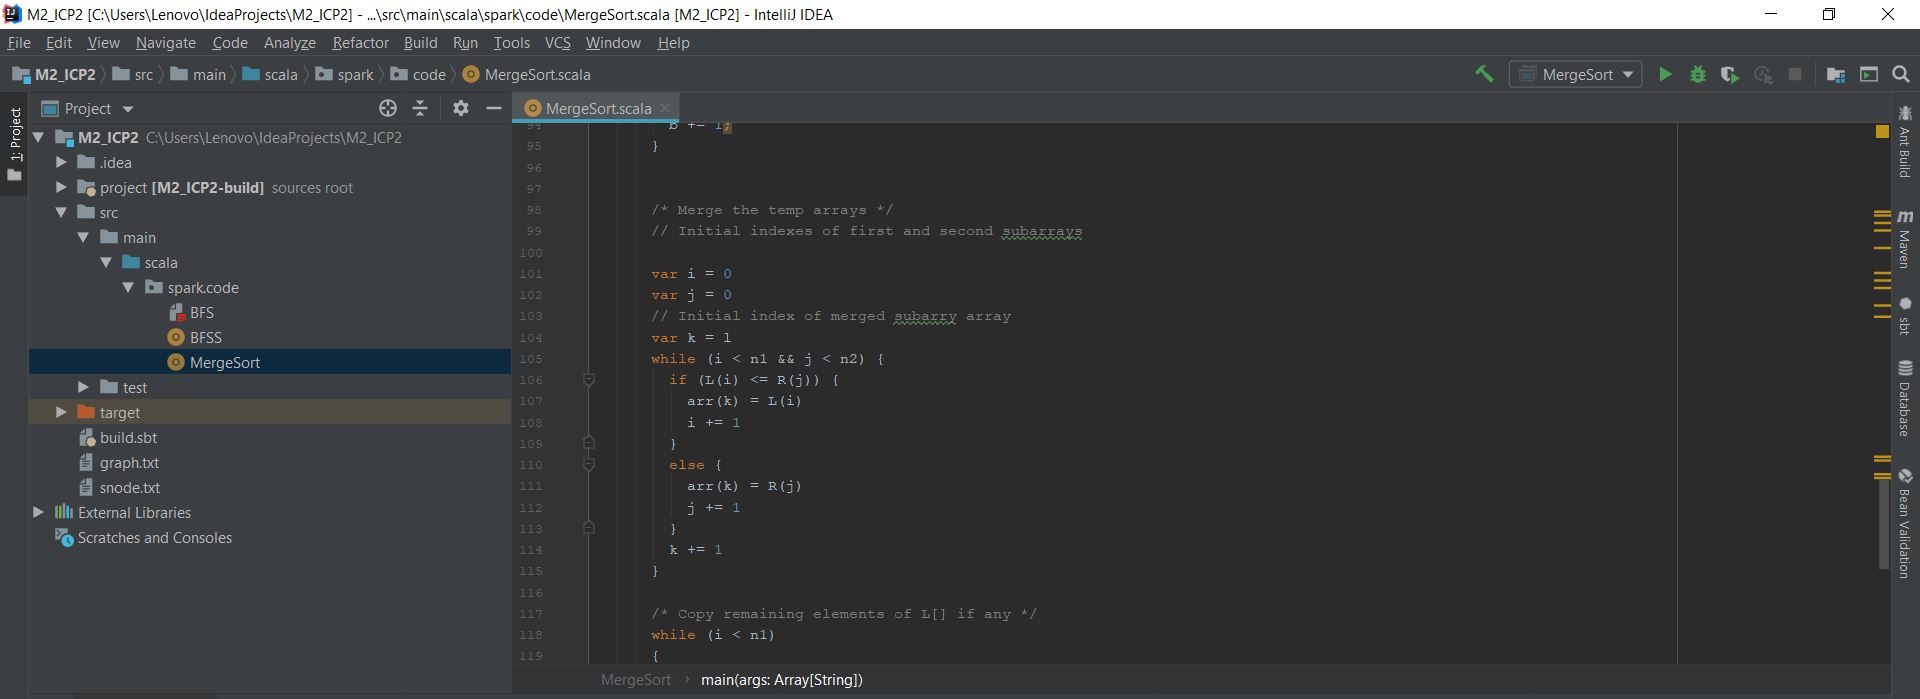 M2_ICP2 [C:\Users\Lenovo\IdeaProjects\M2_ICP2] - ...\src\main\scala\spark\code\MergeSort.scala [M2_ICP2] - IntelliJ IDEA
File Edit View Navigate Code Analyze Refactor Build Run Tools VCS Window Help
M2_ICP2 src main scala spark code MergeSort.scala
MergeSort
1: Project
Project
M2_ICP2 C:\Users\Lenovo\IdeaProjects\M2_ICP2
.idea
project [M2_ICP2-build] sources root
src
main
scala
spark.code
BFS
BFSS
MergeSort
test
target
build.sbt
graph.txt
snode.txt
External Libraries
Scratches and Consoles
MergeSort.scala
94 b += 1;
95 }
96
97
98 /* Merge the temp arrays */
99 // Initial indexes of first and second subarrays
100
101 var i = 0
102 var j = 0
103 // Initial index of merged subarry array
104 var k = l
105 while (i < n1 && j < n2) {
106 if (L(i) <= R(j)) {
107 arr(k) = L(i)
108 i += 1
109 }
110 else {
111 arr(k) = R(j)
112 j += 1
113 }
114 k += 1
115 }
116
117 /* Copy remaining elements of L[] if any */
118 while (i < n1)
119 {
MergeSort › main(args: Array[String])
Ant Build
m Maven
sbt
Database
Bean Validation